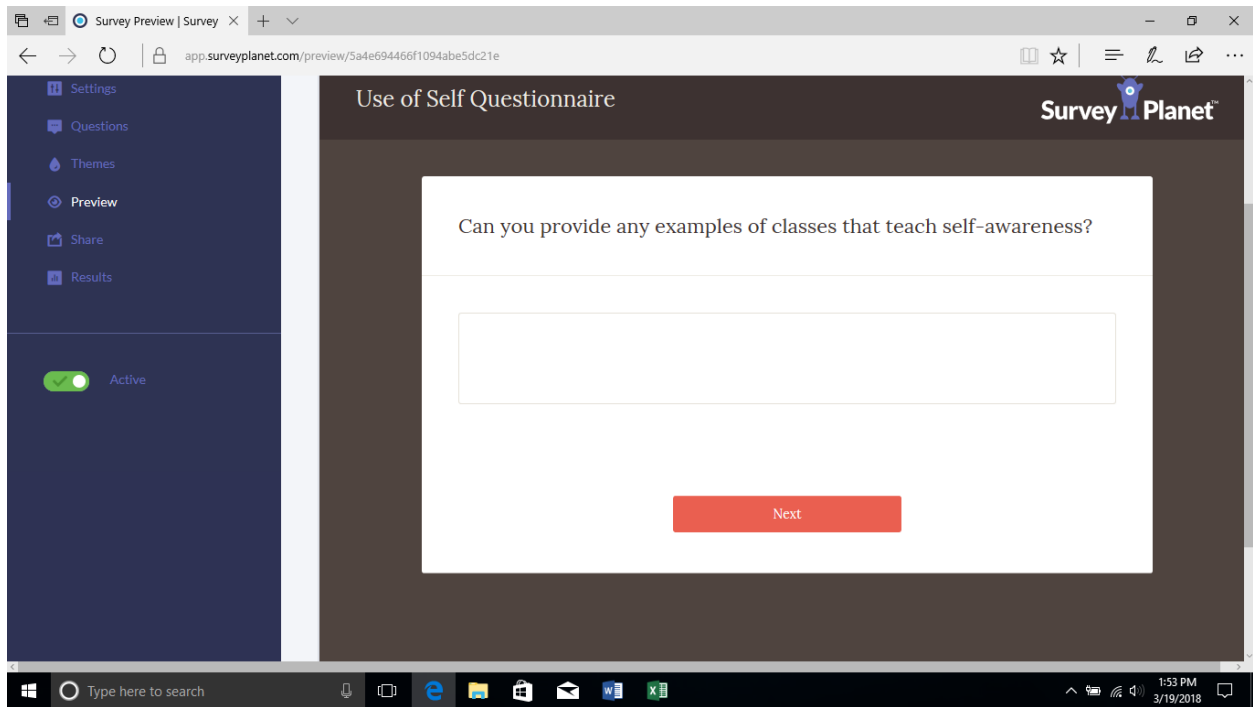 Survey Preview | Survey
app.surveyplanet.com/preview/5a4e694466f1094abe5dc21e
Settings
Questions
Themes
Preview
Share
Results
Active
Use of Self Questionnaire
Survey Planet™
Can you provide any examples of classes that teach self-awareness?
Next
Type here to search
1:53 PM
3/19/2018